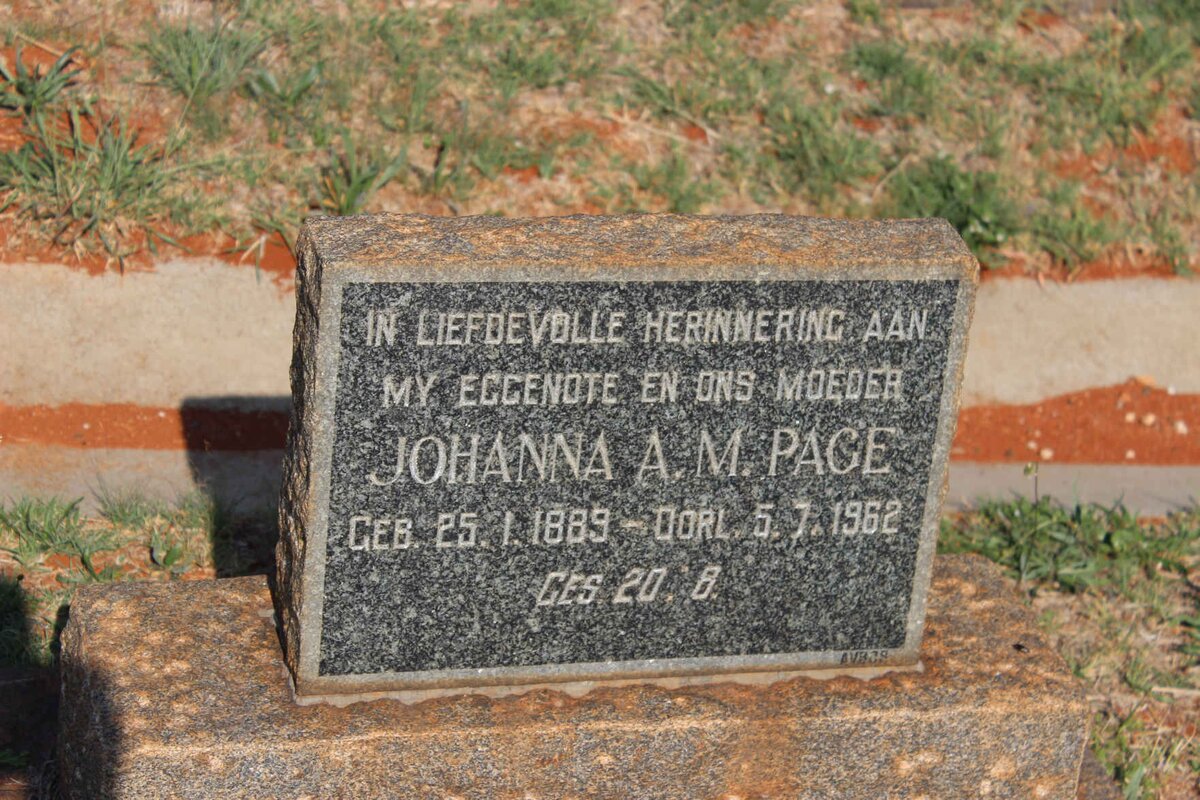 IN LIEFDEVOLLE HERINNERING AAN
MY EGGENOTE EN ONS MOEDER
JOHANNA A. M. PAGE
GEB. 25. 1. 1889 - OORL. 5. 7. 1962
GES. 20. 8.